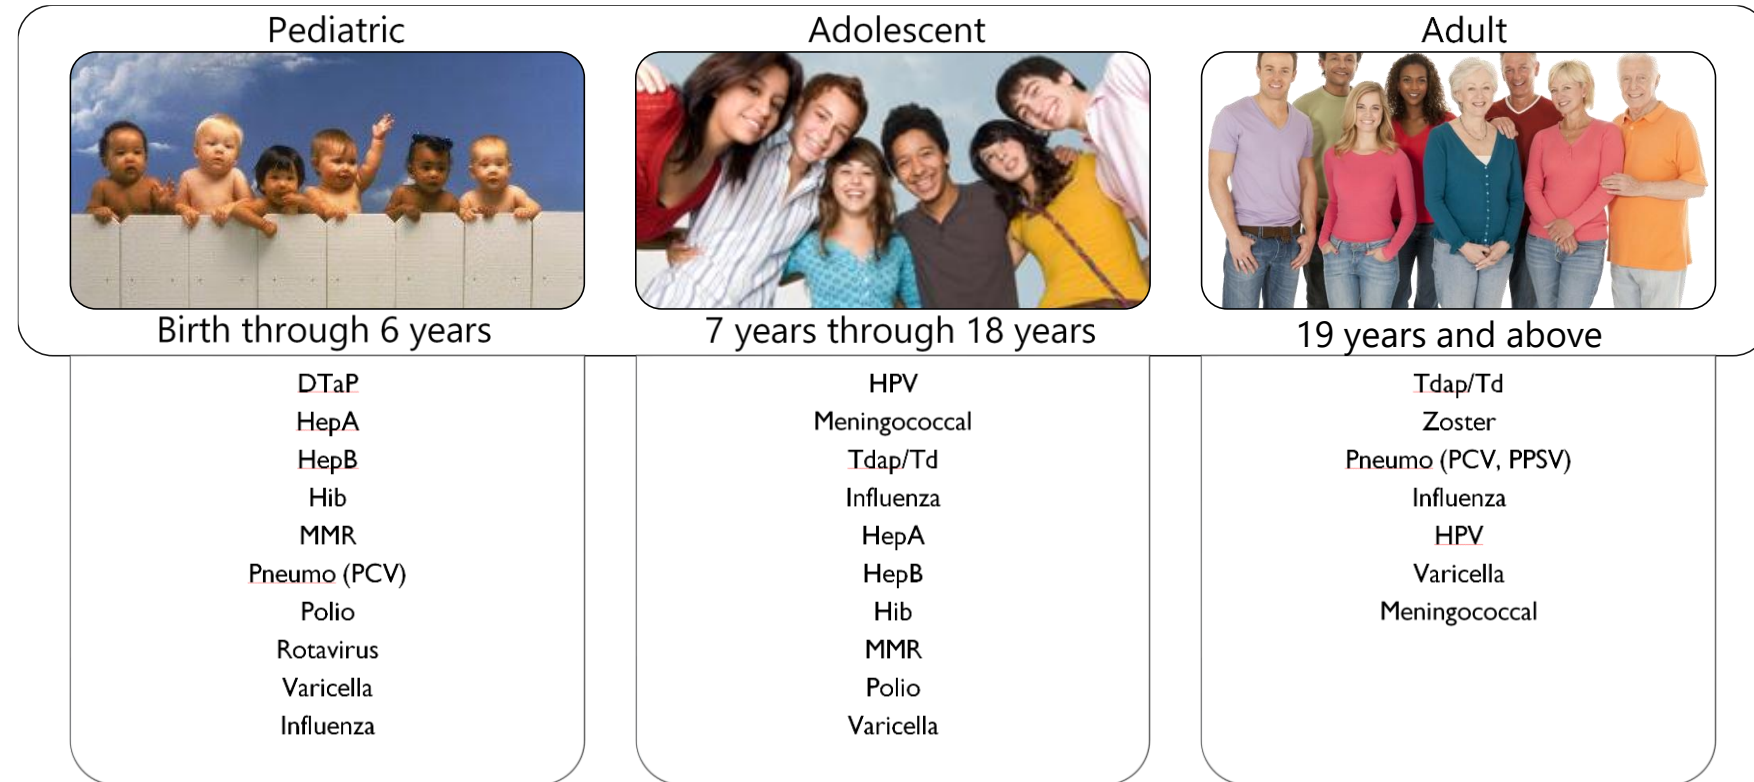 Pediatric
Birth through 6 years
DTaP
HepA
HepB
Hib
MMR
Pneumo (PCV)
Polio
Rotavirus
Varicella
Influenza
Adolescent
7 years through 18 years
HPV
Meningococcal
Tdap/Td
Influenza
HepA
HepB
Hib
MMR
Polio
Varicella
Adult
19 years and above
Tdap/Td
Zoster
Pneumo (PCV, PPSV)
Influenza
HPV
Varicella
Meningococcal